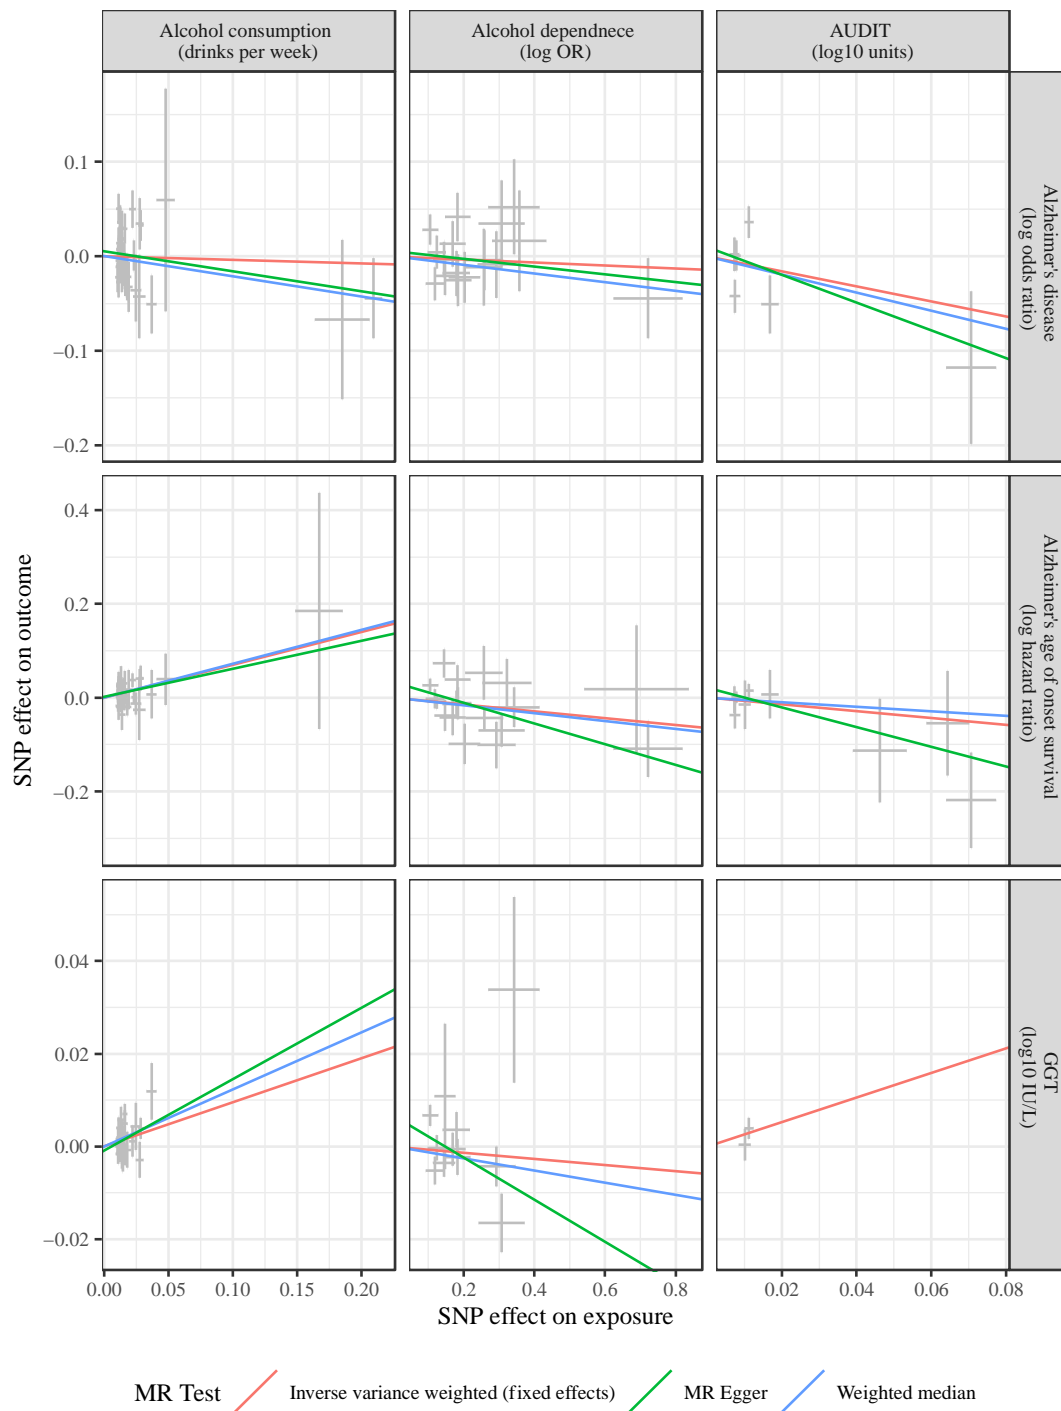 Alcohol consumption
(drinks per week)
Alcohol dependnece
(log OR)
AUDIT
(log10 units)
0.1
0.0
−0.1
−0.2
Alzheimer's disease
(log odds ratio)
0.4
0.2
0.0
−0.2
Alzheimer's age of onset survival
(log hazard ratio)
0.04
0.02
0.00
−0.02
GGT
(log10 IU/L)
SNP effect on outcome
0.00 0.05 0.10 0.15 0.20
0.2 0.4 0.6 0.8
0.02 0.04 0.06 0.08
SNP effect on exposure
MR Test
Inverse variance weighted (fixed effects)
MR Egger
Weighted median